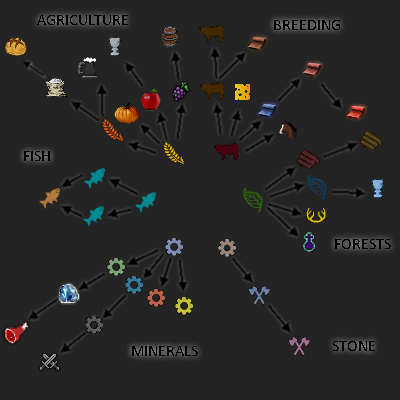 AGRICULTURE
BREEDING
FISH
FORESTS
MINERALS
STONE